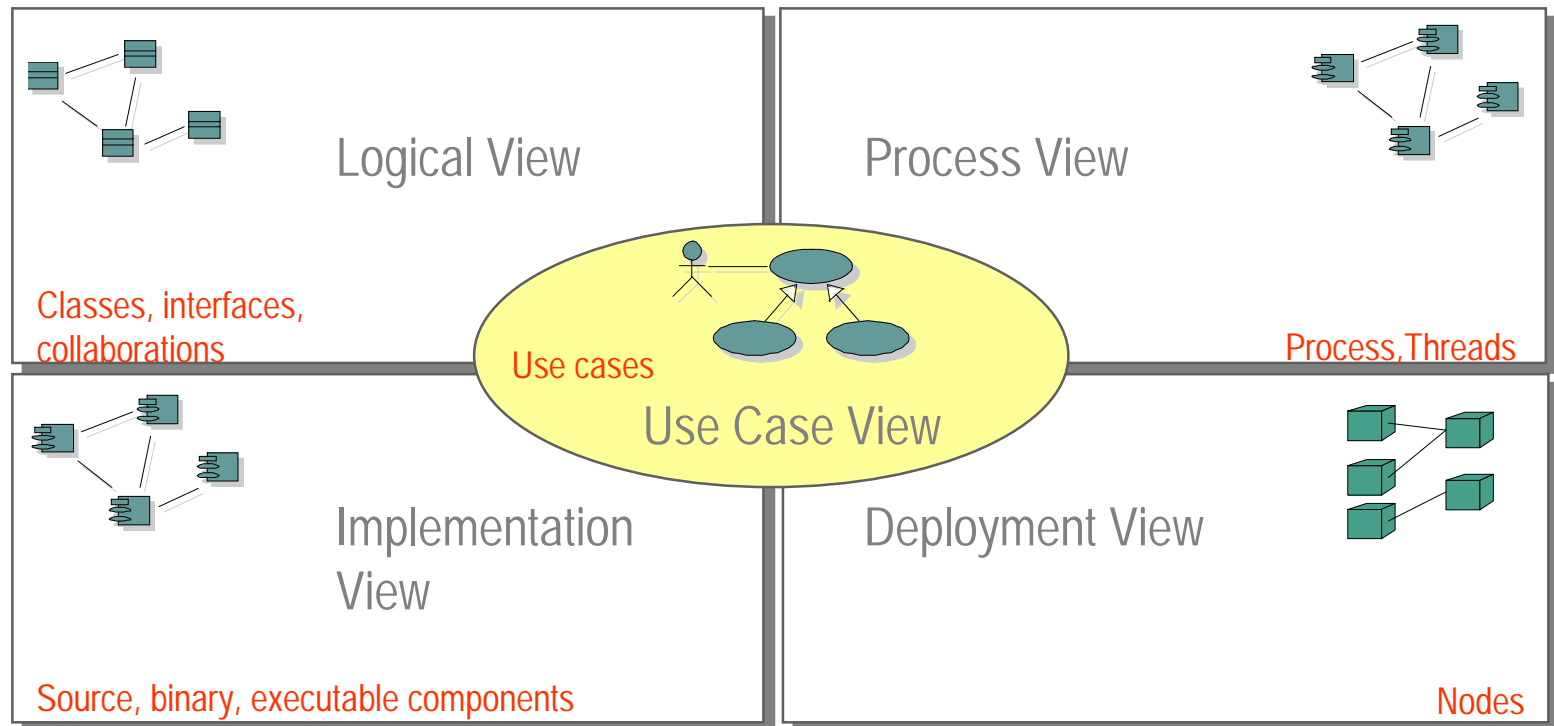 Logical View
Classes, interfaces,
collaborations
Process View
Process,Threads
Use cases
Use Case View
Implementation
View
Source, binary, executable components
Deployment View
Nodes